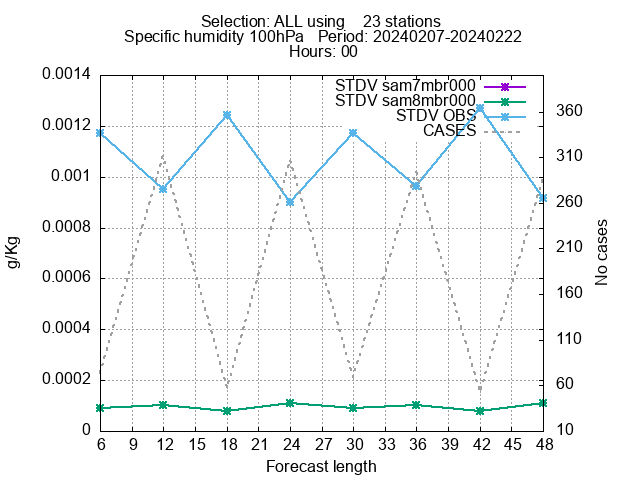 Selection: ALL using    23 stations
Specific humidity 100hPa   Period: 20240207-20240222
Hours: 00
0.0014
0.0012
0.001
0.0008
0.0006
0.0004
0.0002
0
g/Kg
STDV sam7mbr000
STDV sam8mbr000
STDV OBS
CASES
360
310
260
210
160
110
60
10
No cases
6 9 12 15 18 21 24 27 30 33 36 39 42 45 48
Forecast length